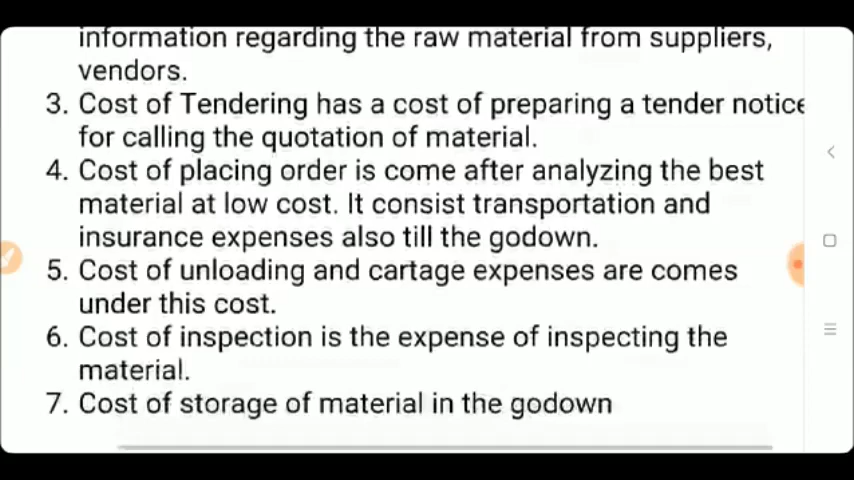 information regarding the raw material from suppliers,
vendors.
3. Cost of Tendering has a cost of preparing a tender notice
for calling the quotation of material.
4. Cost of placing order is come after analyzing the best
material at low cost. It consist transportation and
insurance expenses also till the godown.
5. Cost of unloading and cartage expenses are comes
under this cost.
6. Cost of inspection is the expense of inspecting the
material.
7. Cost of storage of material in the godown